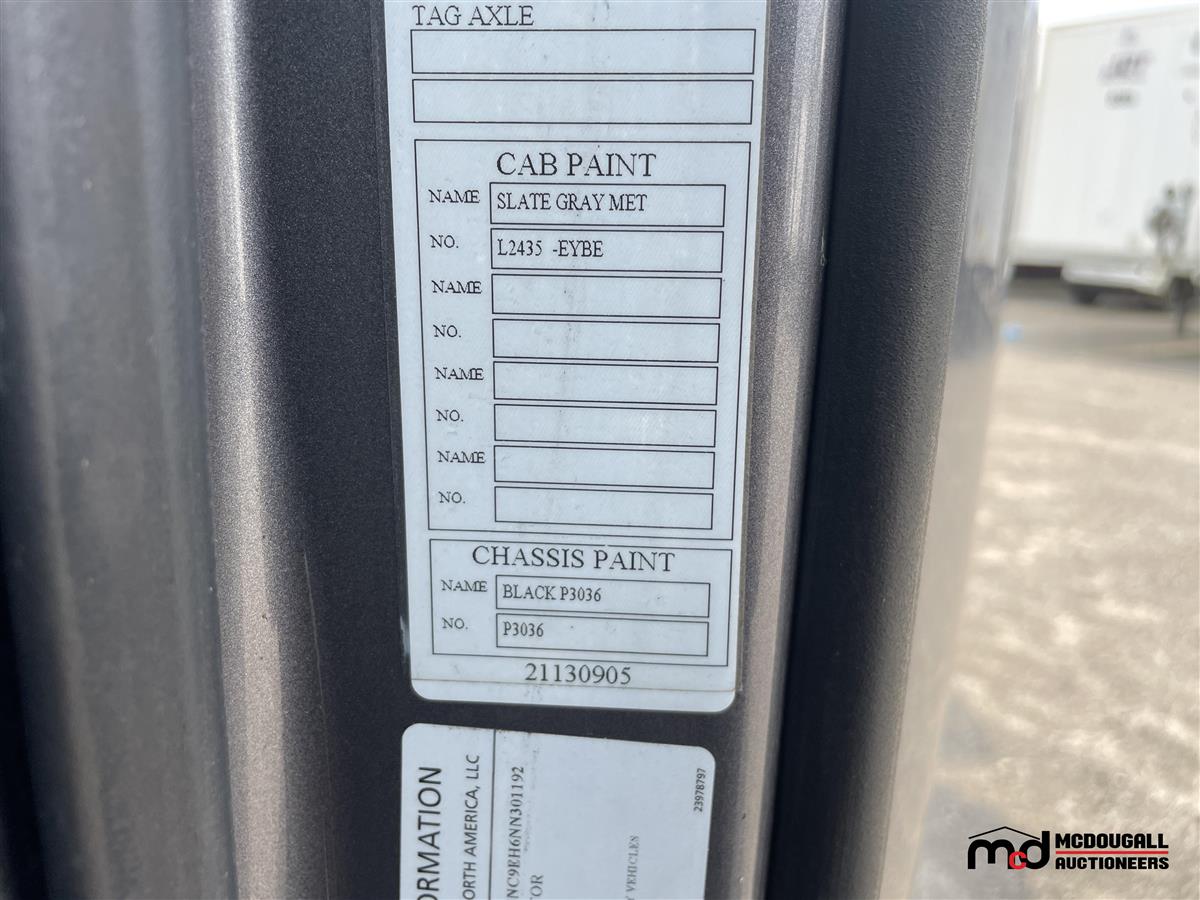 TAG AXLE
CAB PAINT
NAME SLATE GRAY MET
NO. L2435 -EYBE
NAME
NO.
NAME
NO.
NAME
NO.
CHASSIS PAINT
NAME BLACK P3036
NO. P3036
21130905
ORMATION
ORTH AMERICA, LLC
NC9EH6NN301192
TOR
Y VEHICLES
23978797
md MCDOUGALL
AUCTIONEERS